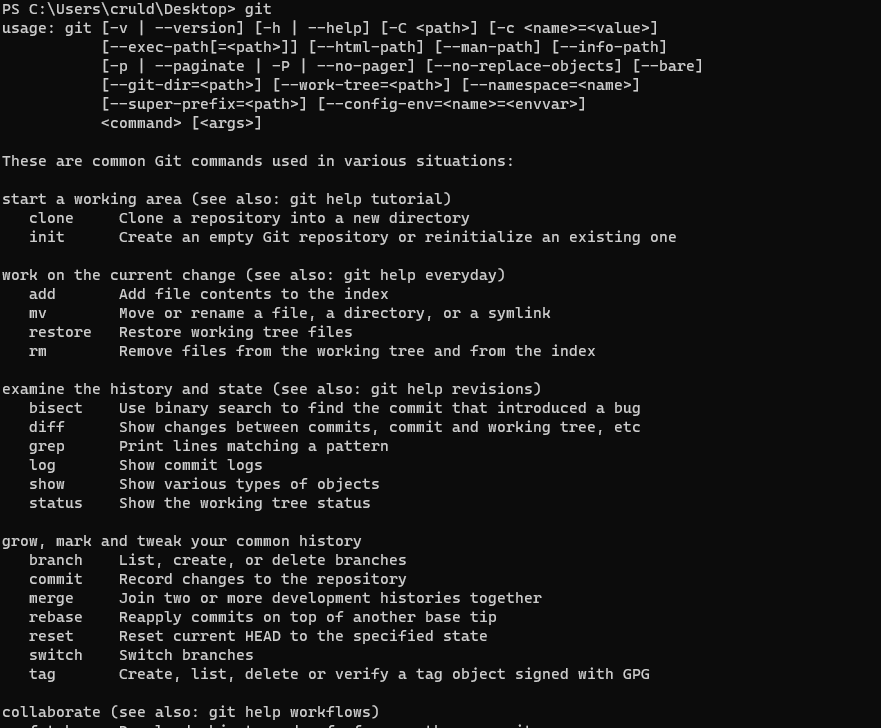 PS C:\Users\cruld\Desktop> git
usage: git [-v | --version] [-h | --help] [-C <path>] [-c <name>=<value>]
           [--exec-path[=<path>]] [--html-path] [--man-path] [--info-path]
           [-p | --paginate | -P | --no-pager] [--no-replace-objects] [--bare]
           [--git-dir=<path>] [--work-tree=<path>] [--namespace=<name>]
           [--super-prefix=<path>] [--config-env=<name>=<envvar>]
           <command> [<args>]

These are common Git commands used in various situations:

start a working area (see also: git help tutorial)
   clone     Clone a repository into a new directory
   init      Create an empty Git repository or reinitialize an existing one

work on the current change (see also: git help everyday)
   add       Add file contents to the index
   mv        Move or rename a file, a directory, or a symlink
   restore   Restore working tree files
   rm        Remove files from the working tree and from the index

examine the history and state (see also: git help revisions)
   bisect    Use binary search to find the commit that introduced a bug
   diff      Show changes between commits, commit and working tree, etc
   grep      Print lines matching a pattern
   log       Show commit logs
   show      Show various types of objects
   status    Show the working tree status

grow, mark and tweak your common history
   branch    List, create, or delete branches
   commit    Record changes to the repository
   merge     Join two or more development histories together
   rebase    Reapply commits on top of another base tip
   reset     Reset current HEAD to the specified state
   switch    Switch branches
   tag       Create, list, delete or verify a tag object signed with GPG

collaborate (see also: git help workflows)